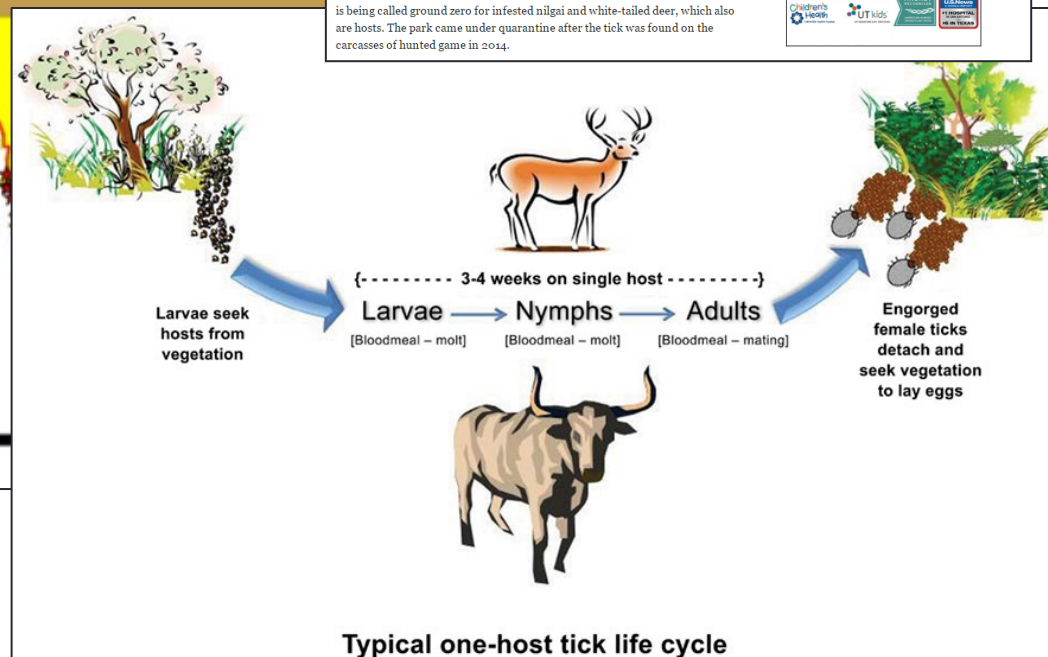 is being called ground zero for infested nilgai and white-tailed deer, which also
are hosts. The park came under quarantine after the tick was found on the
carcasses of hunted game in 2014.
Children's
Health
UT kids
U.S.News
#1 HOSPITAL
#6 IN TEXAS
{- - - - - - - - - 3-4 weeks on single host - - - - - - - - -}
Larvae
Nymphs
Adults
[Bloodmeal – molt]
[Bloodmeal – molt]
[Bloodmeal – mating]
Larvae seek
hosts from
vegetation
Engorged
female ticks
detach and
seek vegetation
to lay eggs
Typical one-host tick life cycle